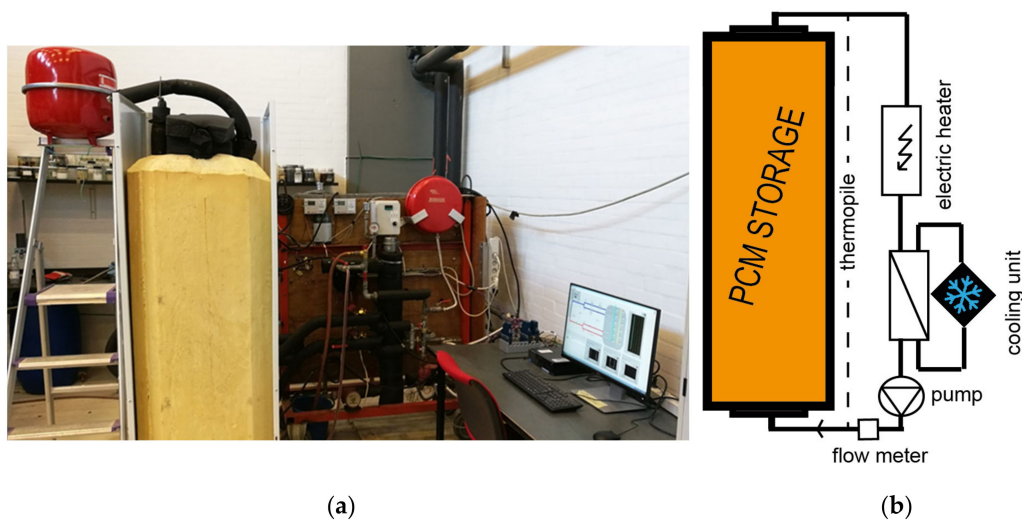 PCM STORAGE
thermopile
electric heater
cooling unit
pump
flow meter
(a)
(b)